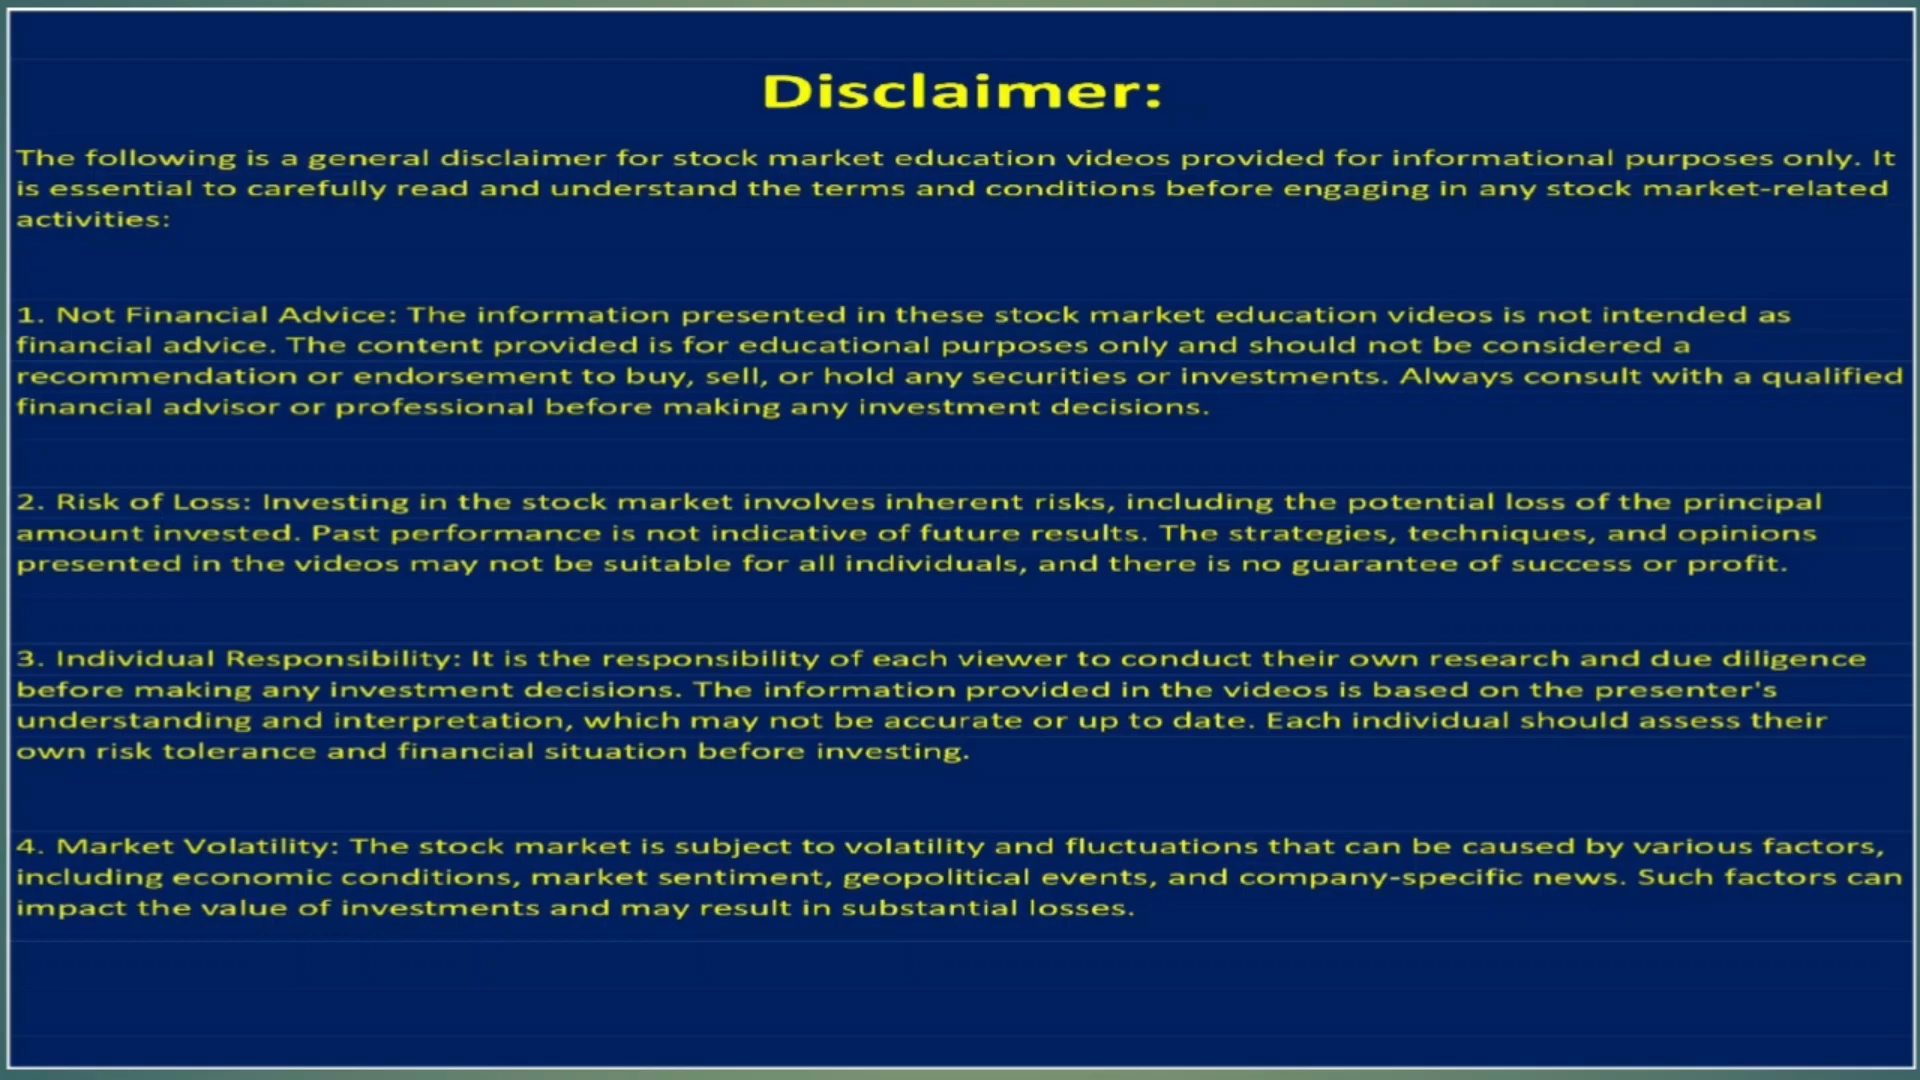 Disclaimer:
The following is a general disclaimer for stock market education videos provided for informational purposes only. It
is essential to carefully read and understand the terms and conditions before engaging in any stock market-related
activities:
1. Not Financial Advice: The information presented in these stock market education videos is not intended as
financial advice. The content provided is for educational purposes only and should not be considered a
recommendation or endorsement to buy, sell, or hold any securities or investments. Always consult with a qualified
financial advisor or professional before making any investment decisions.
2. Risk of Loss: Investing in the stock market involves inherent risks, including the potential loss of the principal
amount invested. Past performance is not indicative of future results. The strategies, techniques, and opinions
presented in the videos may not be suitable for all individuals, and there is no guarantee of success or profit.
3. Individual Responsibility: It is the responsibility of each viewer to conduct their own research and due diligence
before making any investment decisions. The information provided in the videos is based on the presenter's
understanding and interpretation, which may not be accurate or up to date. Each individual should assess their
own risk tolerance and financial situation before investing.
4. Market Volatility: The stock market is subject to volatility and fluctuations that can be caused by various factors,
including economic conditions, market sentiment, geopolitical events, and company-specific news. Such factors can
impact the value of investments and may result in substantial losses.